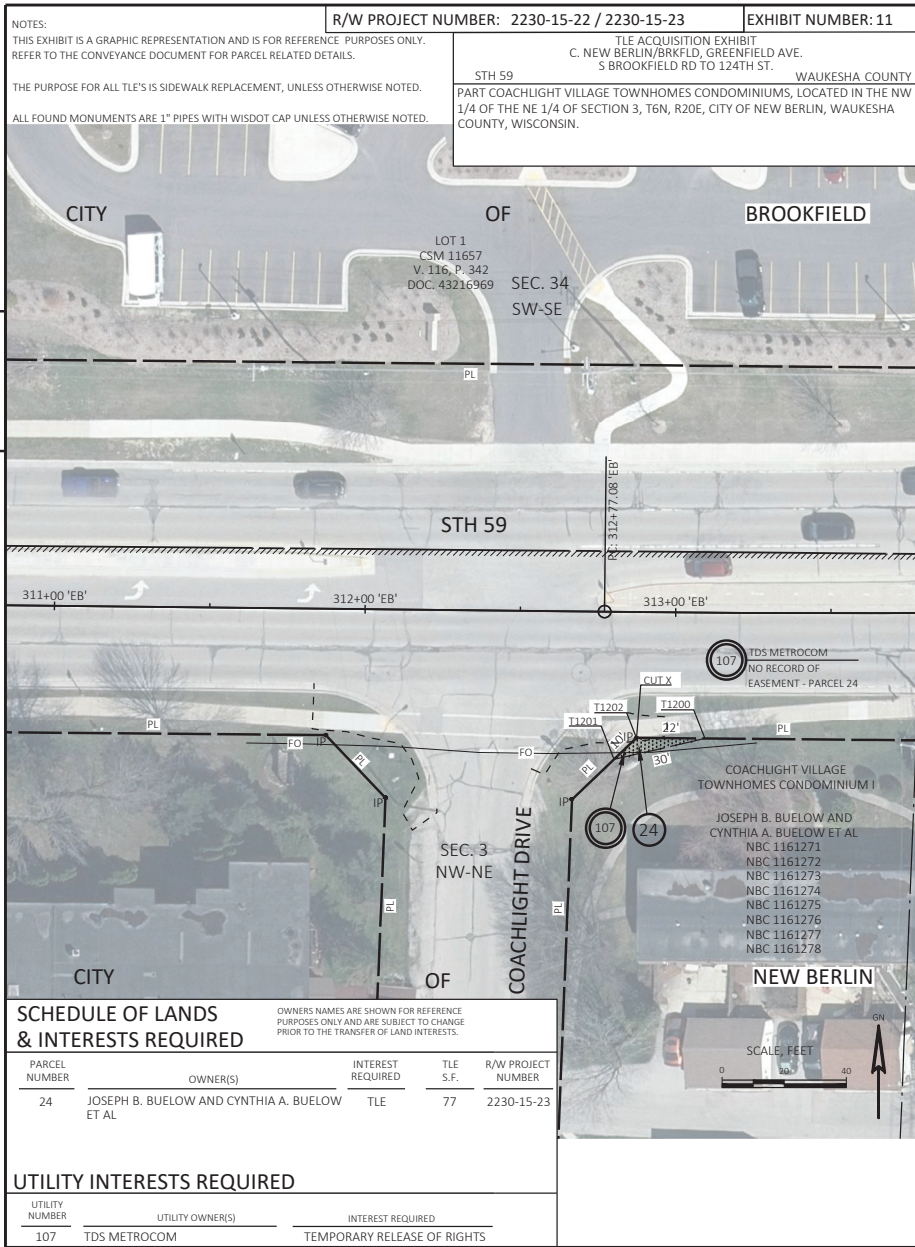 NOTES:
THIS EXHIBIT IS A GRAPHIC REPRESENTATION AND IS FOR REFERENCE PURPOSES ONLY.
REFER TO THE CONVEYANCE DOCUMENT FOR PARCEL RELATED DETAILS.
THE PURPOSE FOR ALL TLE'S IS SIDEWALK REPLACEMENT, UNLESS OTHERWISE NOTED.
ALL FOUND MONUMENTS ARE 1" PIPES WITH WISDOT CAP UNLESS OTHERWISE NOTED.
R/W PROJECT NUMBER: 2230-15-22 / 2230-15-23
EXHIBIT NUMBER: 11
TLE ACQUISITION EXHIBIT
C. NEW BERLIN/BRKFLD, GREENFIELD AVE.
S BROOKFIELD RD TO 124TH ST.
STH 59
WAUKESHA COUNTY
PART COACHLIGHT VILLAGE TOWNHOMES CONDOMINIUMS, LOCATED IN THE NW
1/4 OF THE NE 1/4 OF SECTION 3, T6N, R20E, CITY OF NEW BERLIN, WAUKESHA
COUNTY, WISCONSIN.
CITY
OF
BROOKFIELD
LOT 1
CSM 11657
V. 116, P. 342
DOC. 43216969
SEC. 34
SW-SE
PL
PC: 312+77.08 'EB'
STH 59
311+00 'EB'
312+00 'EB'
313+00 'EB'
107
TDS METROCOM
NO RECORD OF
EASEMENT - PARCEL 24
CUT X
T1202
T1200
T1201
PL
PL
FO
IP
FO
IP
22'
10'
30'
PL
PL
IP
IP
107
24
COACHLIGHT VILLAGE
TOWNHOMES CONDOMINIUM I
JOSEPH B. BUELOW AND
CYNTHIA A. BUELOW ET AL
NBC 1161271
NBC 1161272
NBC 1161273
NBC 1161274
NBC 1161275
NBC 1161276
NBC 1161277
NBC 1161278
SEC. 3
NW-NE
COACHLIGHT DRIVE
PL
PL
CITY
OF
NEW BERLIN
GN
SCALE, FEET
0 20 40
SCHEDULE OF LANDS
& INTERESTS REQUIRED
OWNERS NAMES ARE SHOWN FOR REFERENCE
PURPOSES ONLY AND ARE SUBJECT TO CHANGE
PRIOR TO THE TRANSFER OF LAND INTERESTS.
PARCEL NUMBER OWNER(S) INTEREST REQUIRED TLE S.F. R/W PROJECT NUMBER
24 JOSEPH B. BUELOW AND CYNTHIA A. BUELOW TLE 77 2230-15-23
ET AL
UTILITY INTERESTS REQUIRED
UTILITY NUMBER UTILITY OWNER(S) INTEREST REQUIRED
107 TDS METROCOM TEMPORARY RELEASE OF RIGHTS